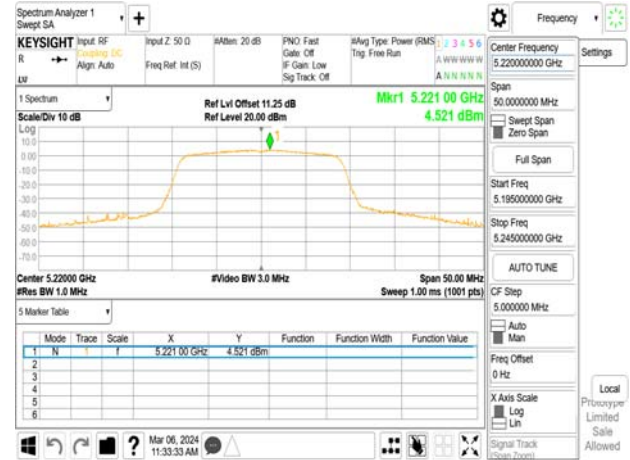 Spectrum Analyzer 1
Swept SA
+
Frequency
KEYSIGHT
Input: RF
Coupling: DC
Align: Auto
Input Z: 50 Ω
Freq Ref: Int (S)
#Atten: 20 dB
PNO: Fast
Gate: Off
IF Gain: Low
Sig Track: Off
#Avg Type: Power (RMS
Trig: Free Run
1 2 3 4 5 6
A W W W W W
A N N N N N
R
LW
1 Spectrum
Scale/Div 10 dB
Ref Lvl Offset 11.25 dB
Ref Level 20.00 dBm
Mkr1 5.221 00 GHz
4.521 dBm
Log
10.0
0.00
-10.0
-20.0
-30.0
-40.0
-50.0
-60.0
-70.0
1
Center 5.22000 GHz
#Video BW 3.0 MHz
Span 50.00 MHz
#Res BW 1.0 MHz
Sweep 1.00 ms (1001 pts)
5 Marker Table
Mode Trace Scale X Y Function Function Width Function Value
1 N 1 f 5.221 00 GHz 4.521 dBm
2
3
4
5
6
Mar 06, 2024
11:33:33 AM
?
Center Frequency
5.220000000 GHz
Settings
Span
50.0000000 MHz
Swept Span
Zero Span
Full Span
Start Freq
5.195000000 GHz
Stop Freq
5.245000000 GHz
AUTO TUNE
CF Step
5.000000 MHz
Auto
Man
Freq Offset
0 Hz
X Axis Scale
Log
Lin
Signal Track
(Span Zoom)
Local
Prototype
Limited
Sale
Allowed